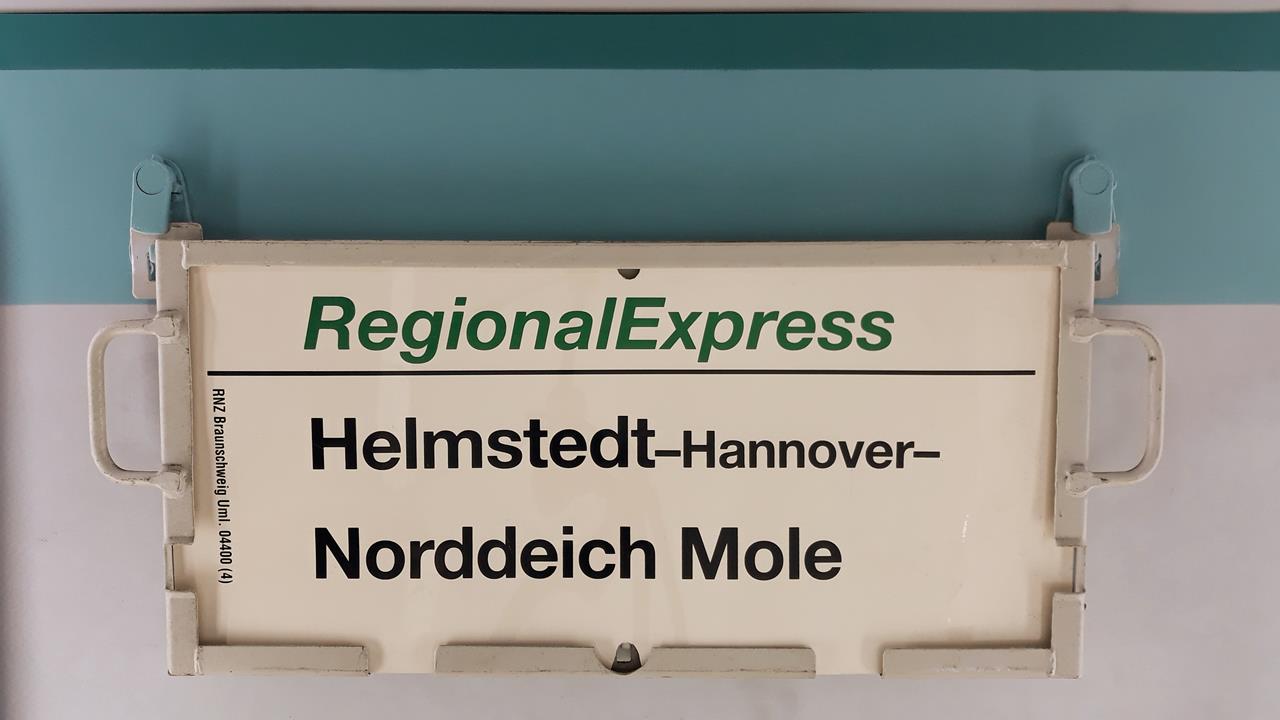 RegionalExpress
Helmstedt–Hannover–
Norddeich Mole
RNZ Braunschweig Uml. 04400 (4)